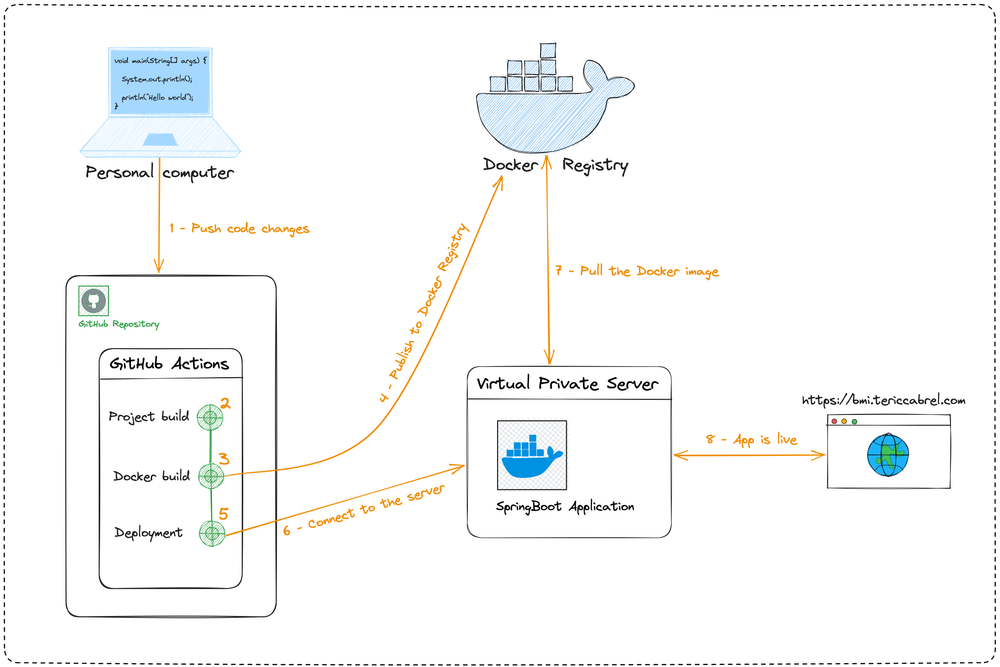 void main(String[] args) {
System.out.println();
println("Hello world");
}
Personal computer
Docker Registry
1 - Push code changes
GitHub Repository
GitHub Actions
Project build
2
Docker build
3
Deployment
5
4 - Publish to Docker Registry
6 - Connect to the server
7 - Pull the Docker image
Virtual Private Server
SpringBoot Application
8 - App is live
https://bmi.tericcabrel.com